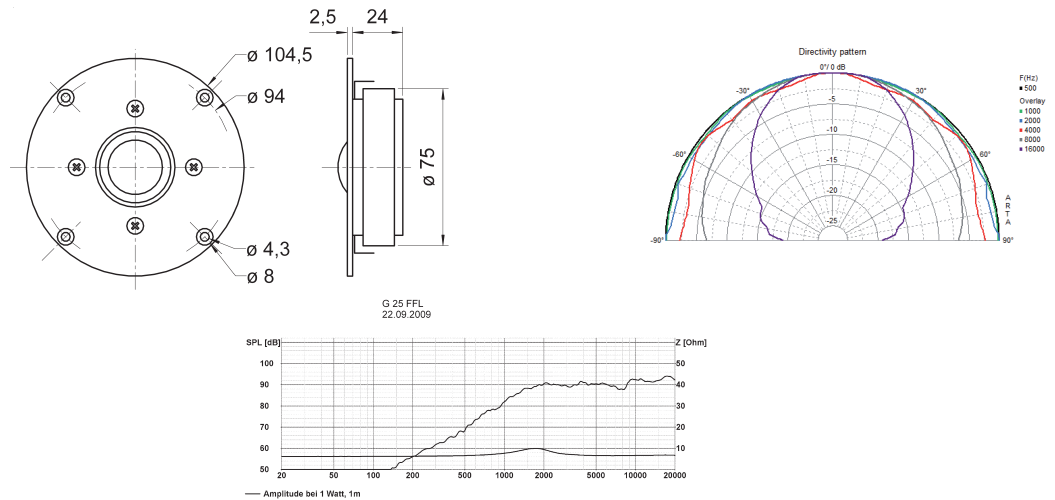 2,5 24
ø 104,5
ø 94
ø 75
ø 4,3
ø 8
G 25 FFL
22.09.2009
Directivity pattern
0°/ 0 dB
-30° 30°
-5
-10
-15
-20
-25
-60° 60°
-90° 90°
F(Hz)
500
Overlay
1000
2000
4000
8000
16000
A
R
T
A
SPL [dB] Z [Ohm]
100 50
90 40
80 30
70 20
60 10
50
20 50 100 200 500 1000 2000 5000 10000 20000
Amplitude bei 1 Watt, 1m